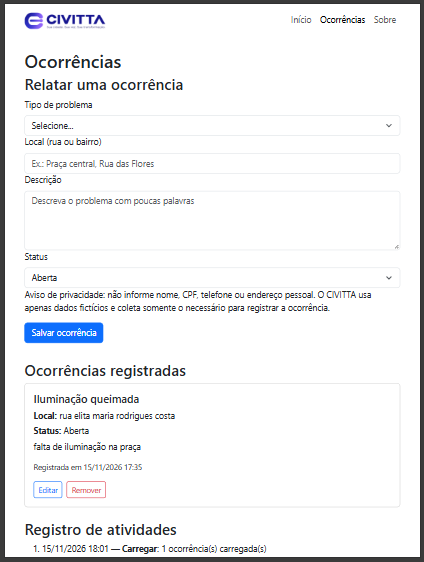 CIVITTA
Início Ocorrências Sobre
Ocorrências
Relatar uma ocorrência
Tipo de problema
Selecione...
Local (rua ou bairro)
Ex.: Praça central, Rua das Flores
Descrição
Descreva o problema com poucas palavras
Status
Aberta
Aviso de privacidade: não informe nome, CPF, telefone ou endereço pessoal. O CIVITTA usa
apenas dados fictícios e coleta somente o necessário para registrar a ocorrência.
Salvar ocorrência
Ocorrências registradas
Iluminação queimada
Local: rua elita maria rodrigues costa
Status: Aberta
falta de iluminação na praça
Registrada em 15/11/2026 17:35
Editar Remover
Registro de atividades
1. 15/11/2026 18:01 — Carregar: 1 ocorrência(s) carregada(s)